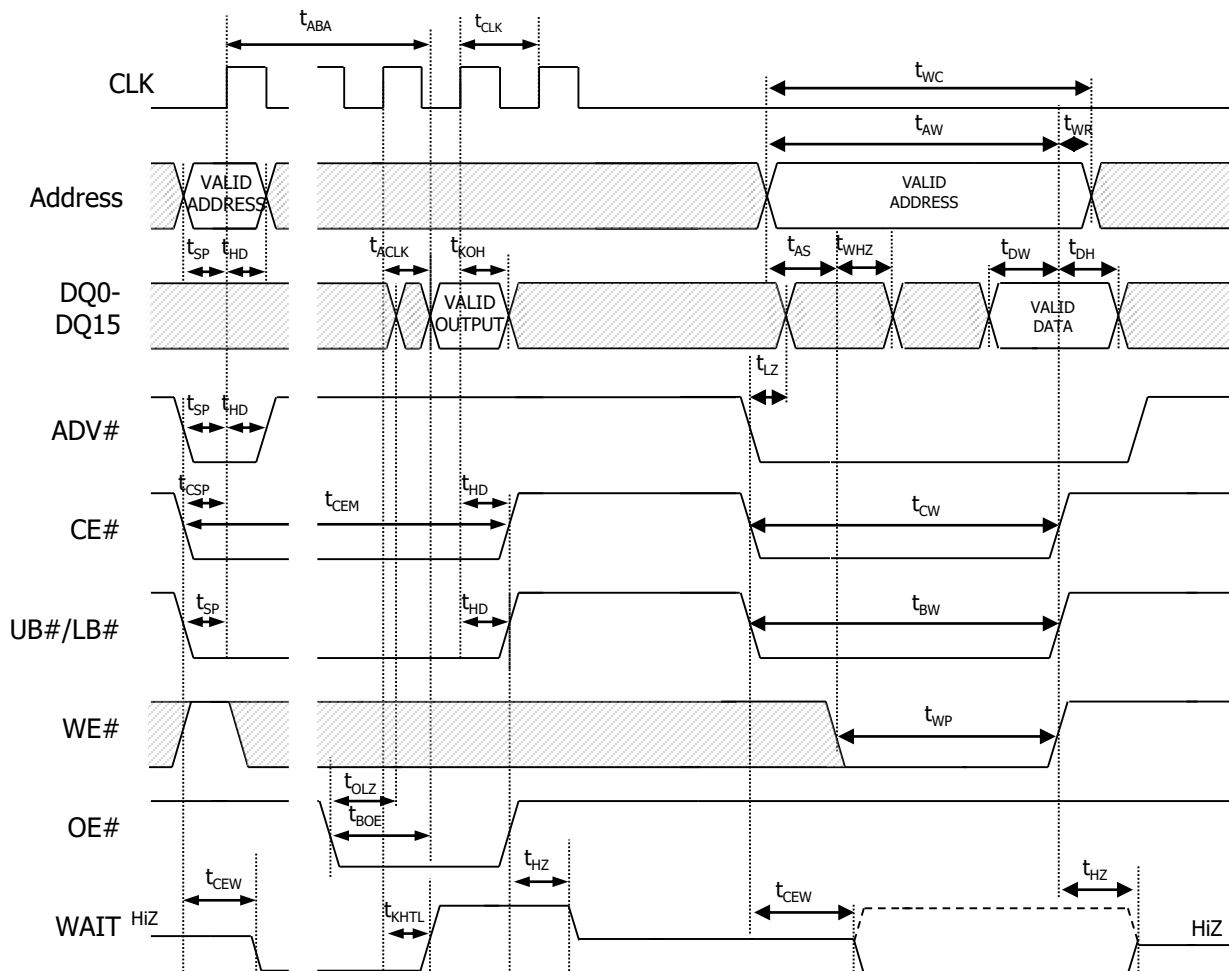 tABA
tCLK
CLK
tWC
tAW
tWR
Address
VALID
ADDRESS
VALID
ADDRESS
tSP
tHD
tACLK
tKOH
tAS
tWHZ
tDW
tDH
DQ0-
DQ15
VALID
OUTPUT
VALID
DATA
tLZ
ADV#
tSP
tHD
CE#
tCSP
tCEM
tHD
tCW
UB#/LB#
tSP
tHD
tBW
WE#
tWP
OE#
tOLZ
tBOE
tHZ
tHZ
tCEW
tCEW
WAIT
HiZ
tKHTL
HiZ